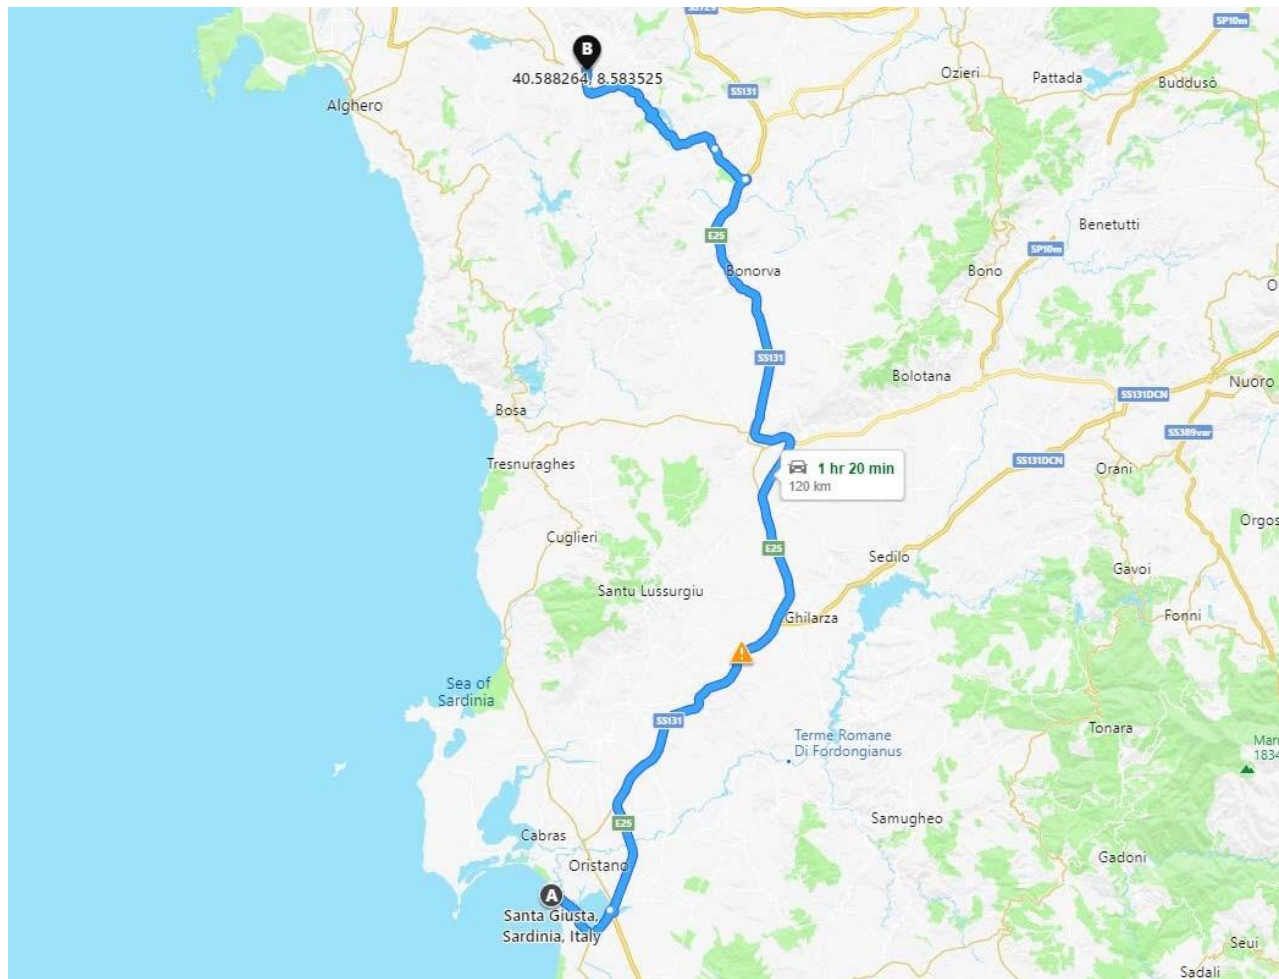 SS729
SP10m
B
40.588264, 8.583525
Ozieri
Pattada
Buddusò
SS131
Alghero
Benetutti
E25
SP10m
Bonorva
Bono
O
SS131
Bolotana
Nuoro
SS131DCN
Bosa
SS389var
Tresnuraghes
1 hr 20 min
120 km
SS131DCN
Orani
Orgos
Cuglieri
E25
Sedilo
Gavoi
Santu Lussurgiu
Ghilarza
Fonni
Sea of
Sardinia
SS131
Terme Romane
Di Fordongianus
Tonara
Mar
1834
E25
Samugheo
Cabras
Oristano
Gadoni
A
Santa Giusta,
Sardinia, Italy
Seui
Sadali